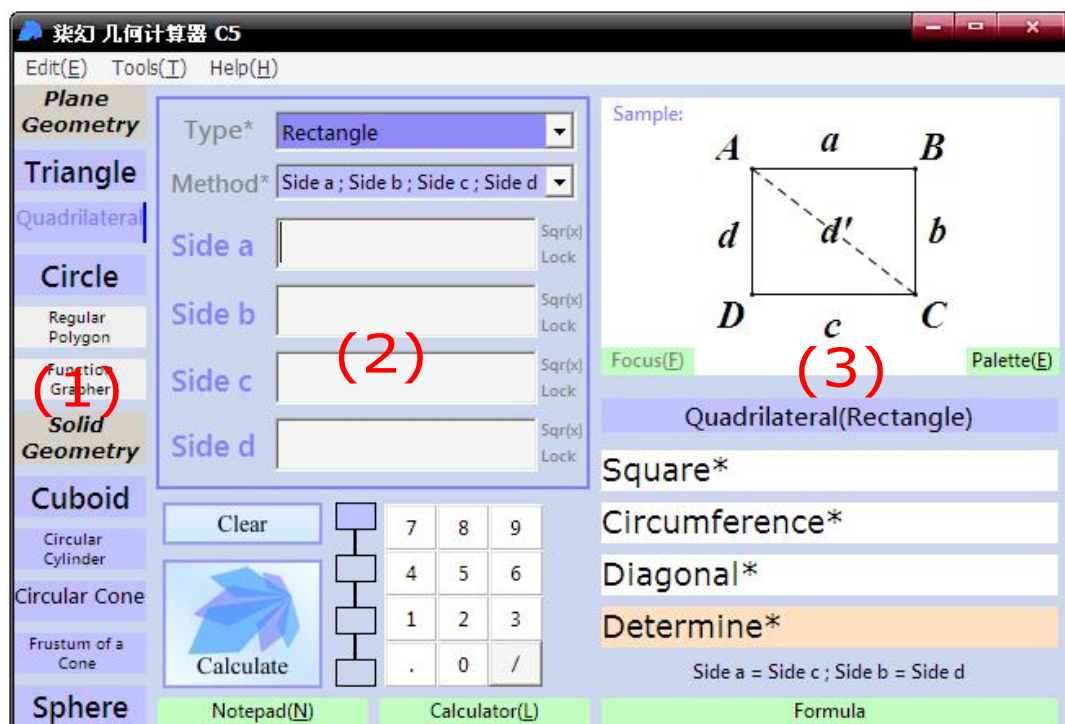 柒幻 几何计算器 C5
Edit(E) Tools(T) Help(H)
Plane
Geometry
Triangle
Quadrilateral
Circle
Regular
Polygon
Function
Grapher
(1)
Solid
Geometry
Cuboid
Circular
Cylinder
Circular Cone
Frustum of a
Cone
Sphere
Type* Rectangle
Method* Side a ; Side b ; Side c ; Side d
Side a
Sqr(x)
Lock
Side b
Sqr(x)
Lock
(2)
Side c
Sqr(x)
Lock
Side d
Sqr(x)
Lock
Clear
Calculate
7 8 9
4 5 6
1 2 3
. 0 /
Notepad(N) Calculator(L)
Sample:
A a B
d d' b
D c C
Focus(F) (3) Palette(E)
Quadrilateral(Rectangle)
Square*
Circumference*
Diagonal*
Determine*
Side a = Side c ; Side b = Side d
Formula